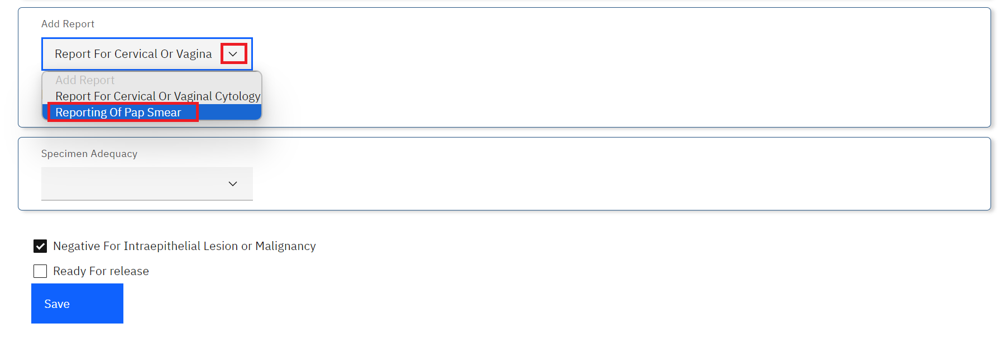 Add Report
Report For Cervical Or Vagina
Add Report
Report For Cervical Or Vaginal Cytology
Reporting Of Pap Smear
Specimen Adequacy
Negative For Intraepithelial Lesion or Malignancy
Ready For release
Save